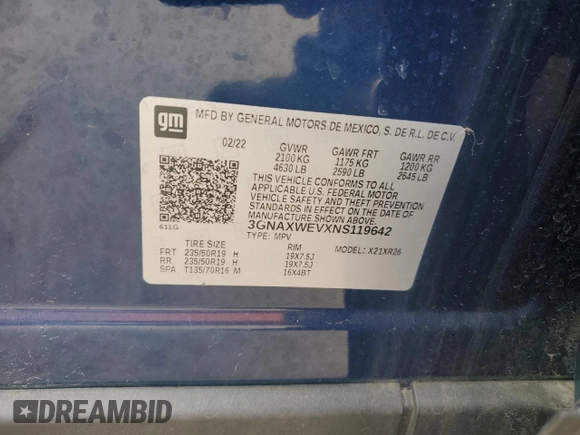 gm
MFD BY GENERAL MOTORS DE MEXICO, S. DE R.L. DE C.V.
02/22 GVWR GAWR FRT GAWR RR
2100 KG 1175 KG 1200 KG
4630 LB 2590 LB 2645 LB
THIS VEHICLE CONFORMS TO ALL
APPLICABLE U.S. FEDERAL MOTOR
VEHICLE SAFETY AND THEFT
PREVENTION STANDARDS IN EFFECT
ON THE DATE OF MANUFACTURE
SHOWN ABOVE.
611G 3GNAXWEVXNS119642
TYPE: MPV MODEL: X21XR26
TIRE SIZE RIM
FRT 235/50R19 H 19X7.5J
RR 235/50R19 H 19X7.5J
SPA T135/70R16 M 16X4BT
DREAMBID